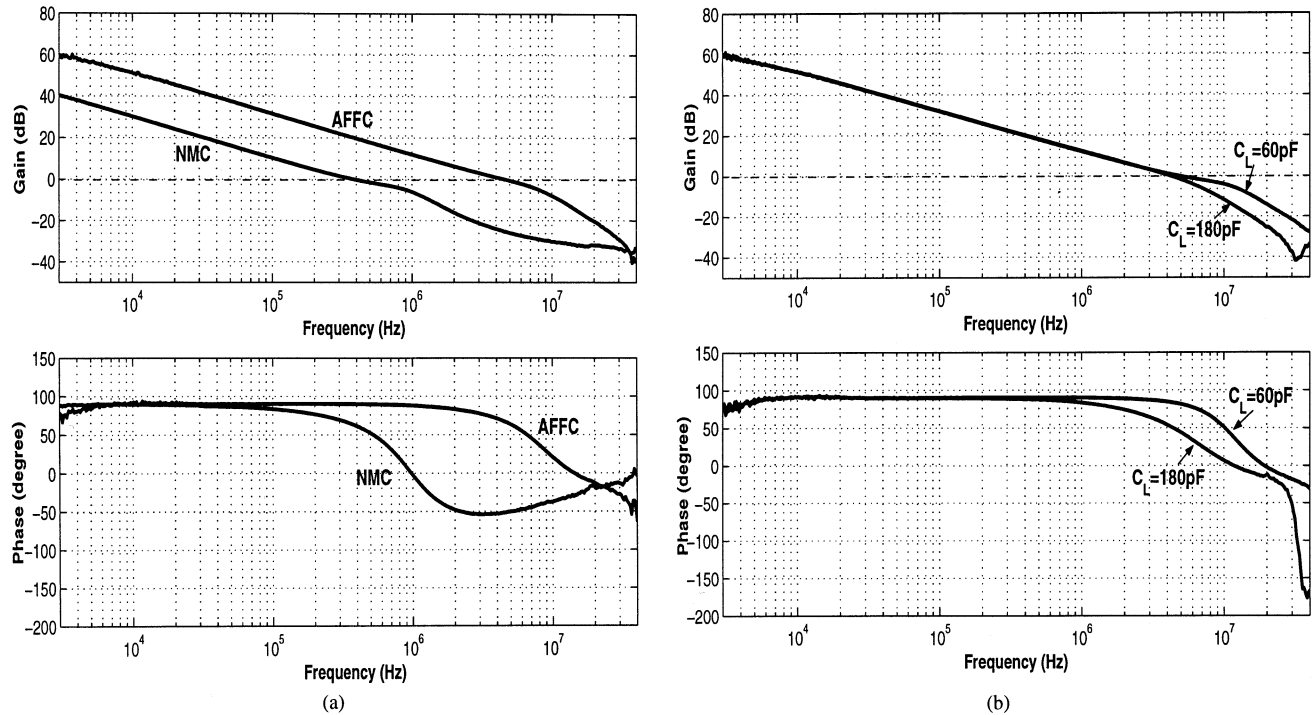 80
60
40
20
0
−20
−40
Gain (dB)
AFFC
NMC
10^4
10^5
10^6
10^7
Frequency (Hz)
150
100
50
0
−50
−100
−150
−200
Phase (degree)
AFFC
NMC
10^4
10^5
10^6
10^7
Frequency (Hz)
(a)
80
60
40
20
0
−20
−40
Gain (dB)
C_L=60pF
C_L=180pF
10^4
10^5
10^6
10^7
Frequency (Hz)
150
100
50
0
−50
−100
−150
−200
Phase (degree)
C_L=60pF
C_L=180pF
10^4
10^5
10^6
10^7
Frequency (Hz)
(b)